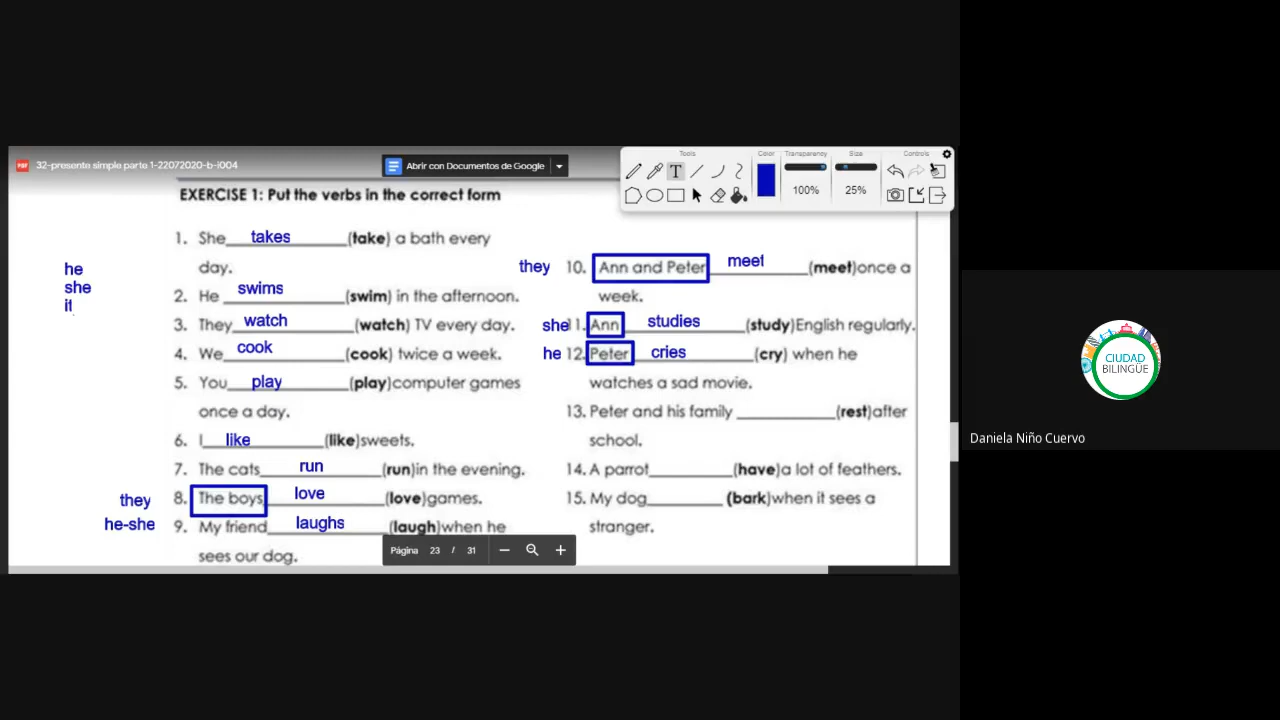 32-presente simple parte 1-22072020-b-i004
Abrir con Documentos de Google
Tools
Color
Transparency
Size
Controls
100%
25%
EXERCISE 1: Put the verbs in the correct form
he
she
it
1. She takes (take) a bath every
day.
2. He swims (swim) in the afternoon.
3. They watch (watch) TV every day.
4. We cook (cook) twice a week.
5. You play (play)computer games
once a day.
6. I like (like)sweets.
7. The cats run (run)in the evening.
they 8. The boys love (love)games.
he-she 9. My friend laughs (laugh)when he
sees our dog.
they 10. Ann and Peter meet (meet)once a
week.
she 11. Ann studies (study)English regularly.
he 12. Peter cries (cry) when he
watches a sad movie.
13. Peter and his family (rest)after
school.
14. A parrot (have)a lot of feathers.
15. My dog (bark)when it sees a
stranger.
Página 23 / 31
CIUDAD
BILINGÜE
Daniela Niño Cuervo